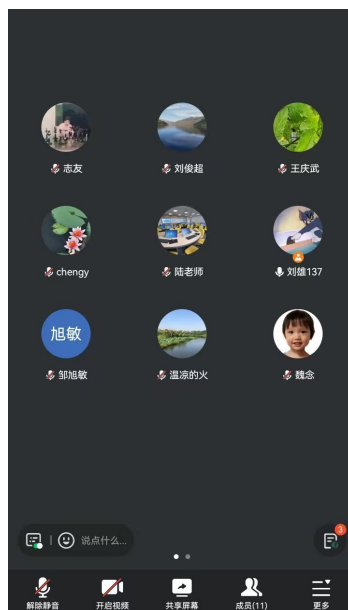 志友
刘俊超
王庆武
chengy
陆老师
刘雄137
旭敏
邹旭敏
温凉的火
魏念
说点什么...
3
解除静音
开启视频
共享屏幕
成员(11)
更多